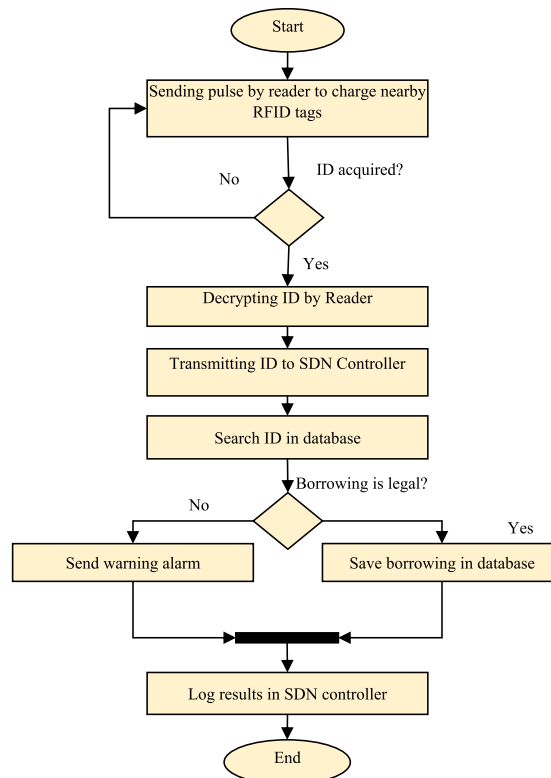 Start
Sending pulse by reader to charge nearby
RFID tags
ID acquired?
No
Yes
Decrypting ID by Reader
Transmitting ID to SDN Controller
Search ID in database
Borrowing is legal?
No
Yes
Send warning alarm
Save borrowing in database
Log results in SDN controller
End